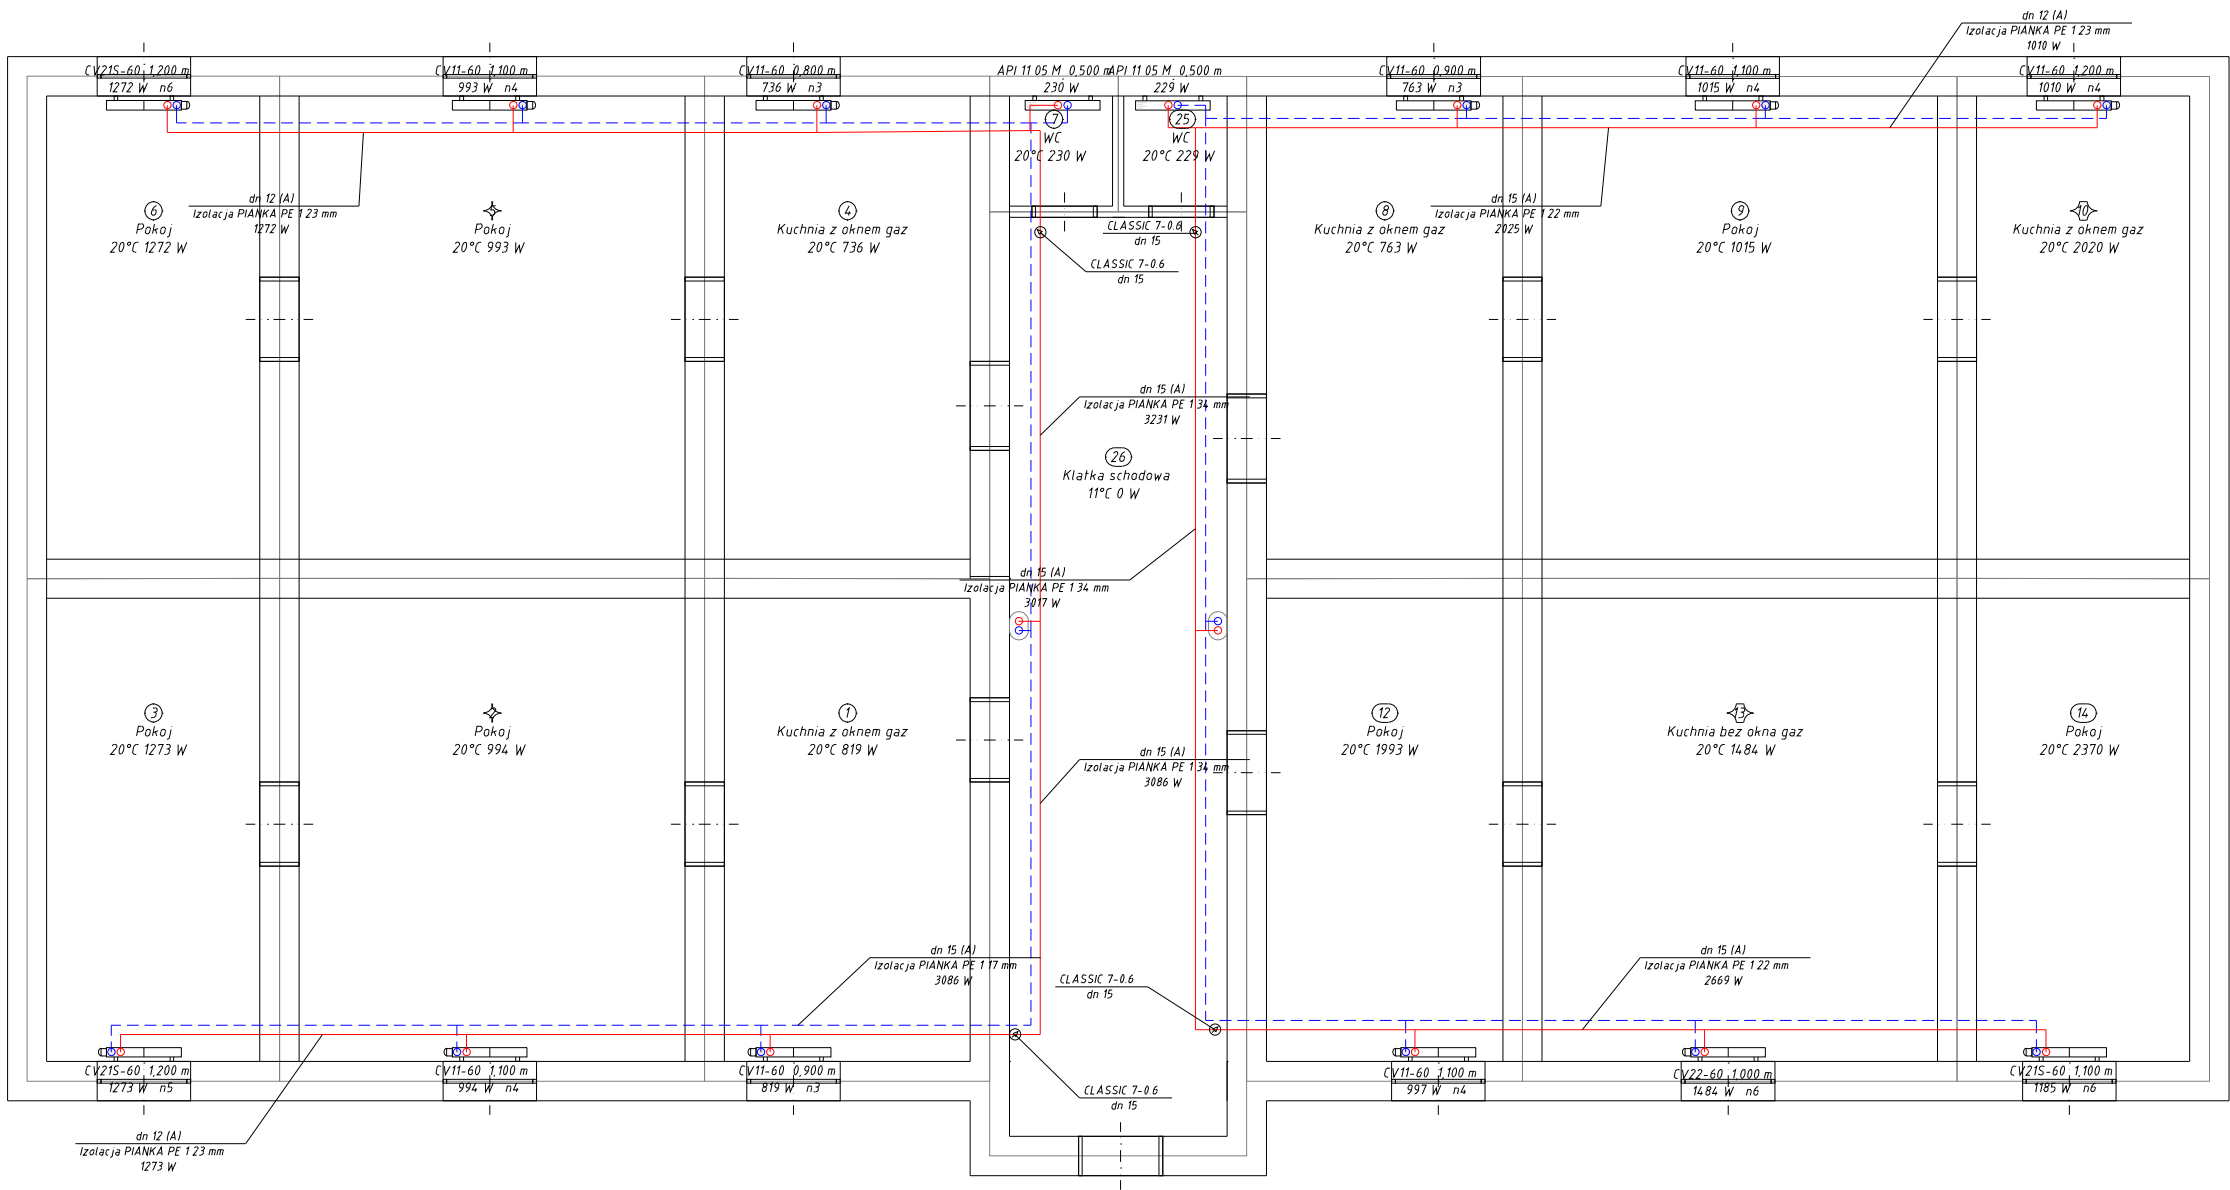 dn 12 (A)
Izolacja PIANKA PE 1 23 mm
1010 W
CV21S-60 1,200 m
1272 W n6
CV11-60 1,100 m
993 W n4
CV11-60 0,800 m
736 W n3
API 11 05 M 0,500 m
230 W
API 11 05 M 0,500 m
229 W
CV11-60 0,900 m
763 W n3
CV11-60 1,100 m
1015 W n4
CV11-60 1,200 m
1010 W n4
7
WC
20°C 230 W
25
WC
20°C 229 W
dn 12 (A)
Izolacja PIANKA PE 1 23 mm
1272 W
dn 15 (A)
Izolacja PIANKA PE 1 22 mm
2025 W
6
Pokoj
20°C 1272 W
5
Pokoj
20°C 993 W
4
Kuchnia z oknem gaz
20°C 736 W
CLASSIC 7-0.6
dn 15
CLASSIC 7-0.6
dn 15
8
Kuchnia z oknem gaz
20°C 763 W
9
Pokoj
20°C 1015 W
10
Kuchnia z oknem gaz
20°C 2020 W
dn 15 (A)
Izolacja PIANKA PE 1 34 mm
3231 W
26
Klatka schodowa
11°C 0 W
dn 15 (A)
Izolacja PIANKA PE 1 34 mm
3017 W
3
Pokoj
20°C 1273 W
2
Pokoj
20°C 994 W
1
Kuchnia z oknem gaz
20°C 819 W
dn 15 (A)
Izolacja PIANKA PE 1 34 mm
3086 W
12
Pokoj
20°C 1993 W
13
Kuchnia bez okna gaz
20°C 1484 W
14
Pokoj
20°C 2370 W
dn 15 (A)
Izolacja PIANKA PE 1 17 mm
3086 W
CLASSIC 7-0.6
dn 15
dn 15 (A)
Izolacja PIANKA PE 1 22 mm
2669 W
CV21S-60 1,200 m
1273 W n5
CV11-60 1,100 m
994 W n4
CV11-60 0,900 m
819 W n3
CLASSIC 7-0.6
dn 15
CV11-60 1,100 m
997 W n4
CV22-60 1,000 m
1484 W n6
CV21S-60 1,100 m
1185 W n6
dn 12 (A)
Izolacja PIANKA PE 1 23 mm
1273 W